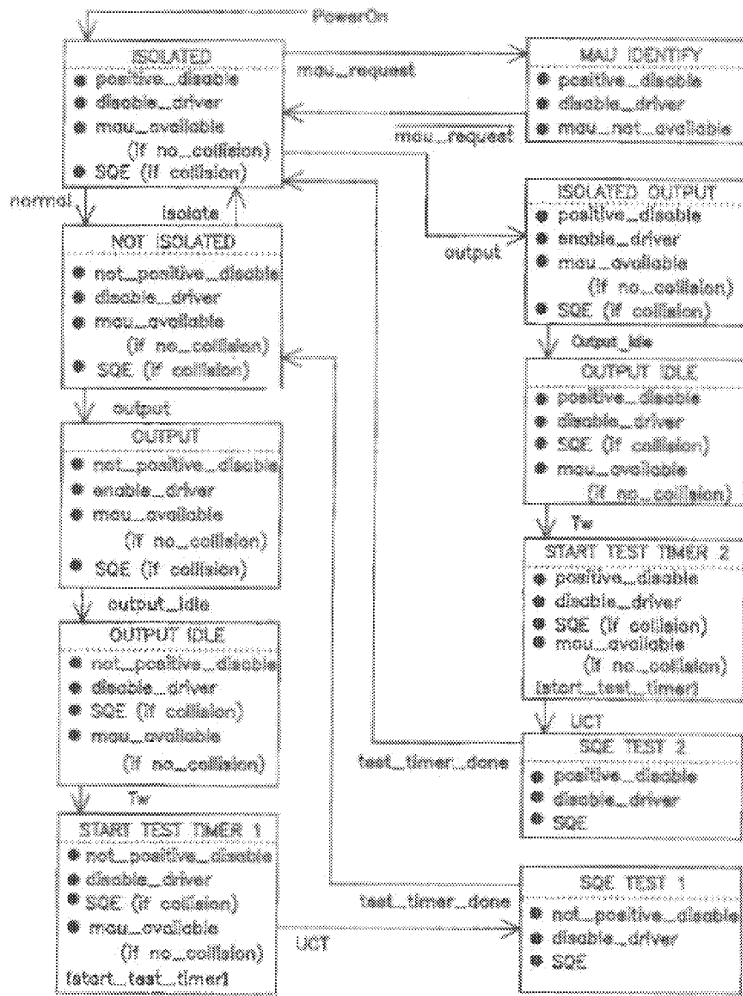 PowerOn
ISOLATED
● positive_disable
● disable_driver
● mau_available
(if no_collision)
● SQE (if collision)
mau_request
MAU IDENTIFY
● positive_disable
● disable_driver
● mau_not_available
mau_request
normal
isolate
output
ISOLATED OUTPUT
● positive_disable
● enable_driver
● mau_available
(if no_collision)
● SQE (if collision)
NOT ISOLATED
● not_positive_disable
● disable_driver
● mau_available
(if no_collision)
● SQE (if collision)
Output_idle
OUTPUT IDLE
● positive_disable
● disable_driver
● SQE (if collision)
● mau_available
(if no_collision)
output
OUTPUT
● not_positive_disable
● enable_driver
● mau_available
(if no_collision)
● SQE (if collision)
Tw
START TEST TIMER 2
● positive_disable
● disable_driver
● SQE (if collision)
● mau_available
(if no_collision)
[start_test_timer]
output_idle
OUTPUT IDLE
● not_positive_disable
● disable_driver
● SQE (if collision)
● mau_available
(if no_collision)
UCT
SQE TEST 2
● positive_disable
● disable_driver
● SQE
test_timer_done
Tw
START TEST TIMER 1
● not_positive_disable
● disable_driver
● SQE (if collision)
● mau_available
(if no_collision)
[start_test_timer]
UCT
test_timer_done
SQE TEST 1
● not_positive_disable
● disable_driver
● SQE